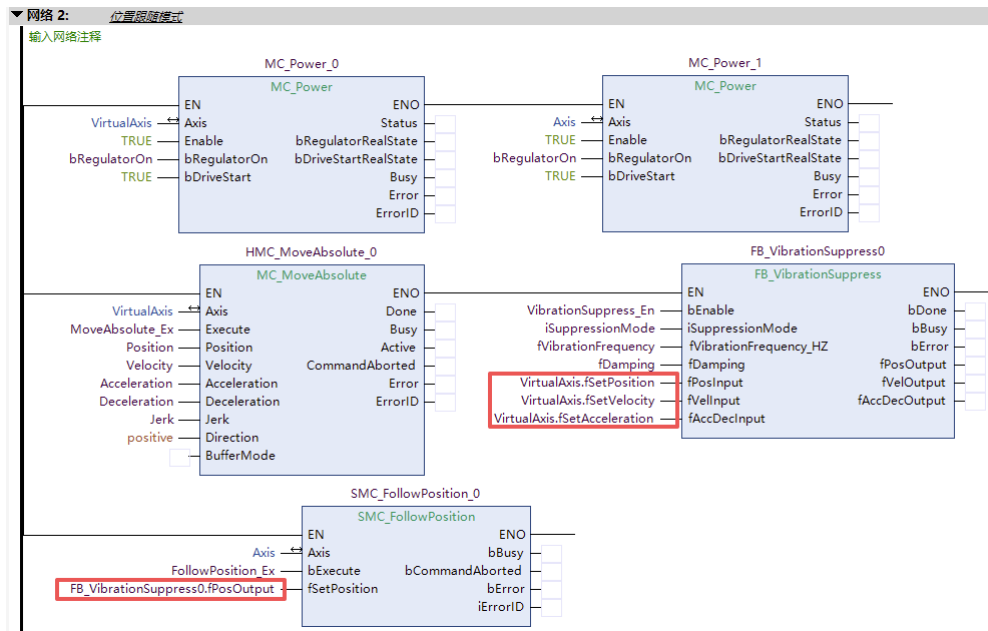 网络 2: 位置跟随模式
输入网络注释
MC_Power_0
MC_Power
EN ENO
VirtualAxis Axis Status
TRUE Enable bRegulatorRealState
bRegulatorOn bRegulatorOn bDriveStartRealState
TRUE bDriveStart Busy
Error
ErrorID
MC_Power_1
MC_Power
EN ENO
Axis Axis Status
TRUE Enable bRegulatorRealState
bRegulatorOn bRegulatorOn bDriveStartRealState
TRUE bDriveStart Busy
Error
ErrorID
HMC_MoveAbsolute_0
MC_MoveAbsolute
EN ENO
VirtualAxis Axis Done
MoveAbsolute_Ex Execute Busy
Position Position Active
Velocity Velocity CommandAborted
Acceleration Acceleration Error
Deceleration Deceleration ErrorID
Jerk Jerk
positive Direction
BufferMode
FB_VibrationSuppress0
FB_VibrationSuppress
EN ENO
VibrationSuppress_En bEnable bDone
iSuppressionMode iSuppressionMode bBusy
fVibrationFrequency fVibrationFrequency_HZ bError
fDamping fDamping fPosOutput
VirtualAxis.fSetPosition fPosInput fVelOutput
VirtualAxis.fSetVelocity fVelInput fAccDecOutput
VirtualAxis.fSetAcceleration fAccDecInput
SMC_FollowPosition_0
SMC_FollowPosition
EN ENO
Axis Axis bBusy
FollowPosition_Ex bExecute bCommandAborted
FB_VibrationSuppress0.fPosOutput fSetPosition bError
iErrorID